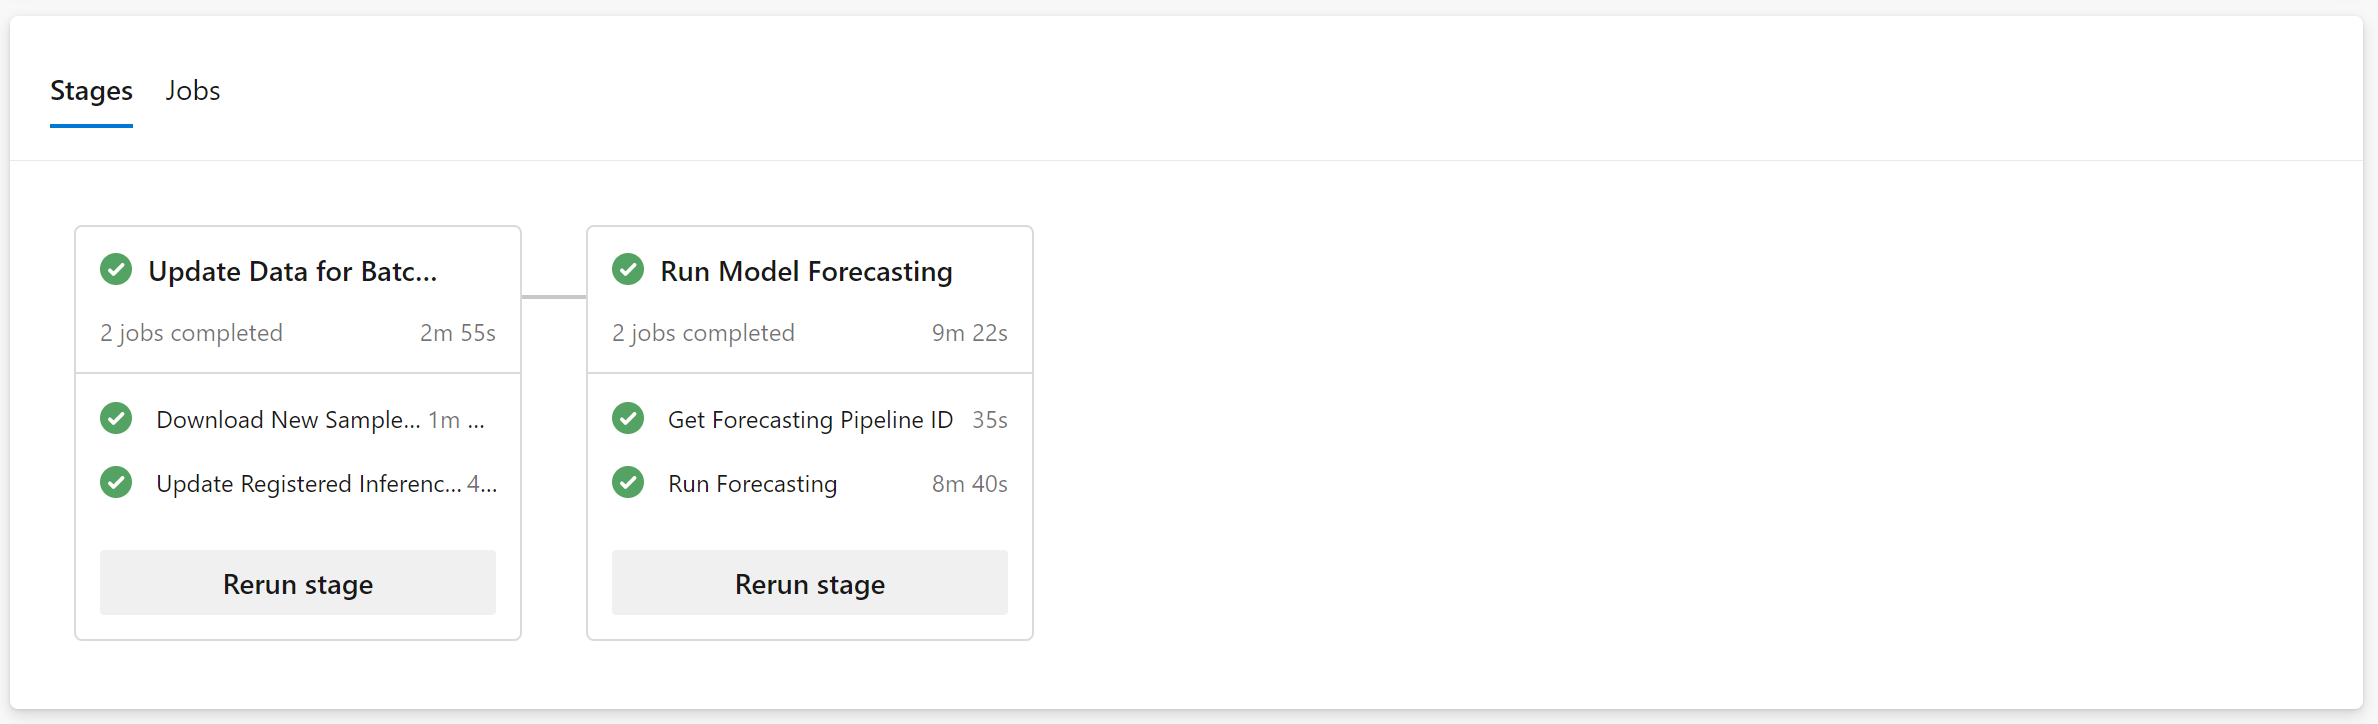 Stages Jobs
Update Data for Batc...
2 jobs completed 2m 55s
Download New Sample... 1m ...
Update Registered Inferenc... 4...
Rerun stage
Run Model Forecasting
2 jobs completed 9m 22s
Get Forecasting Pipeline ID 35s
Run Forecasting 8m 40s
Rerun stage